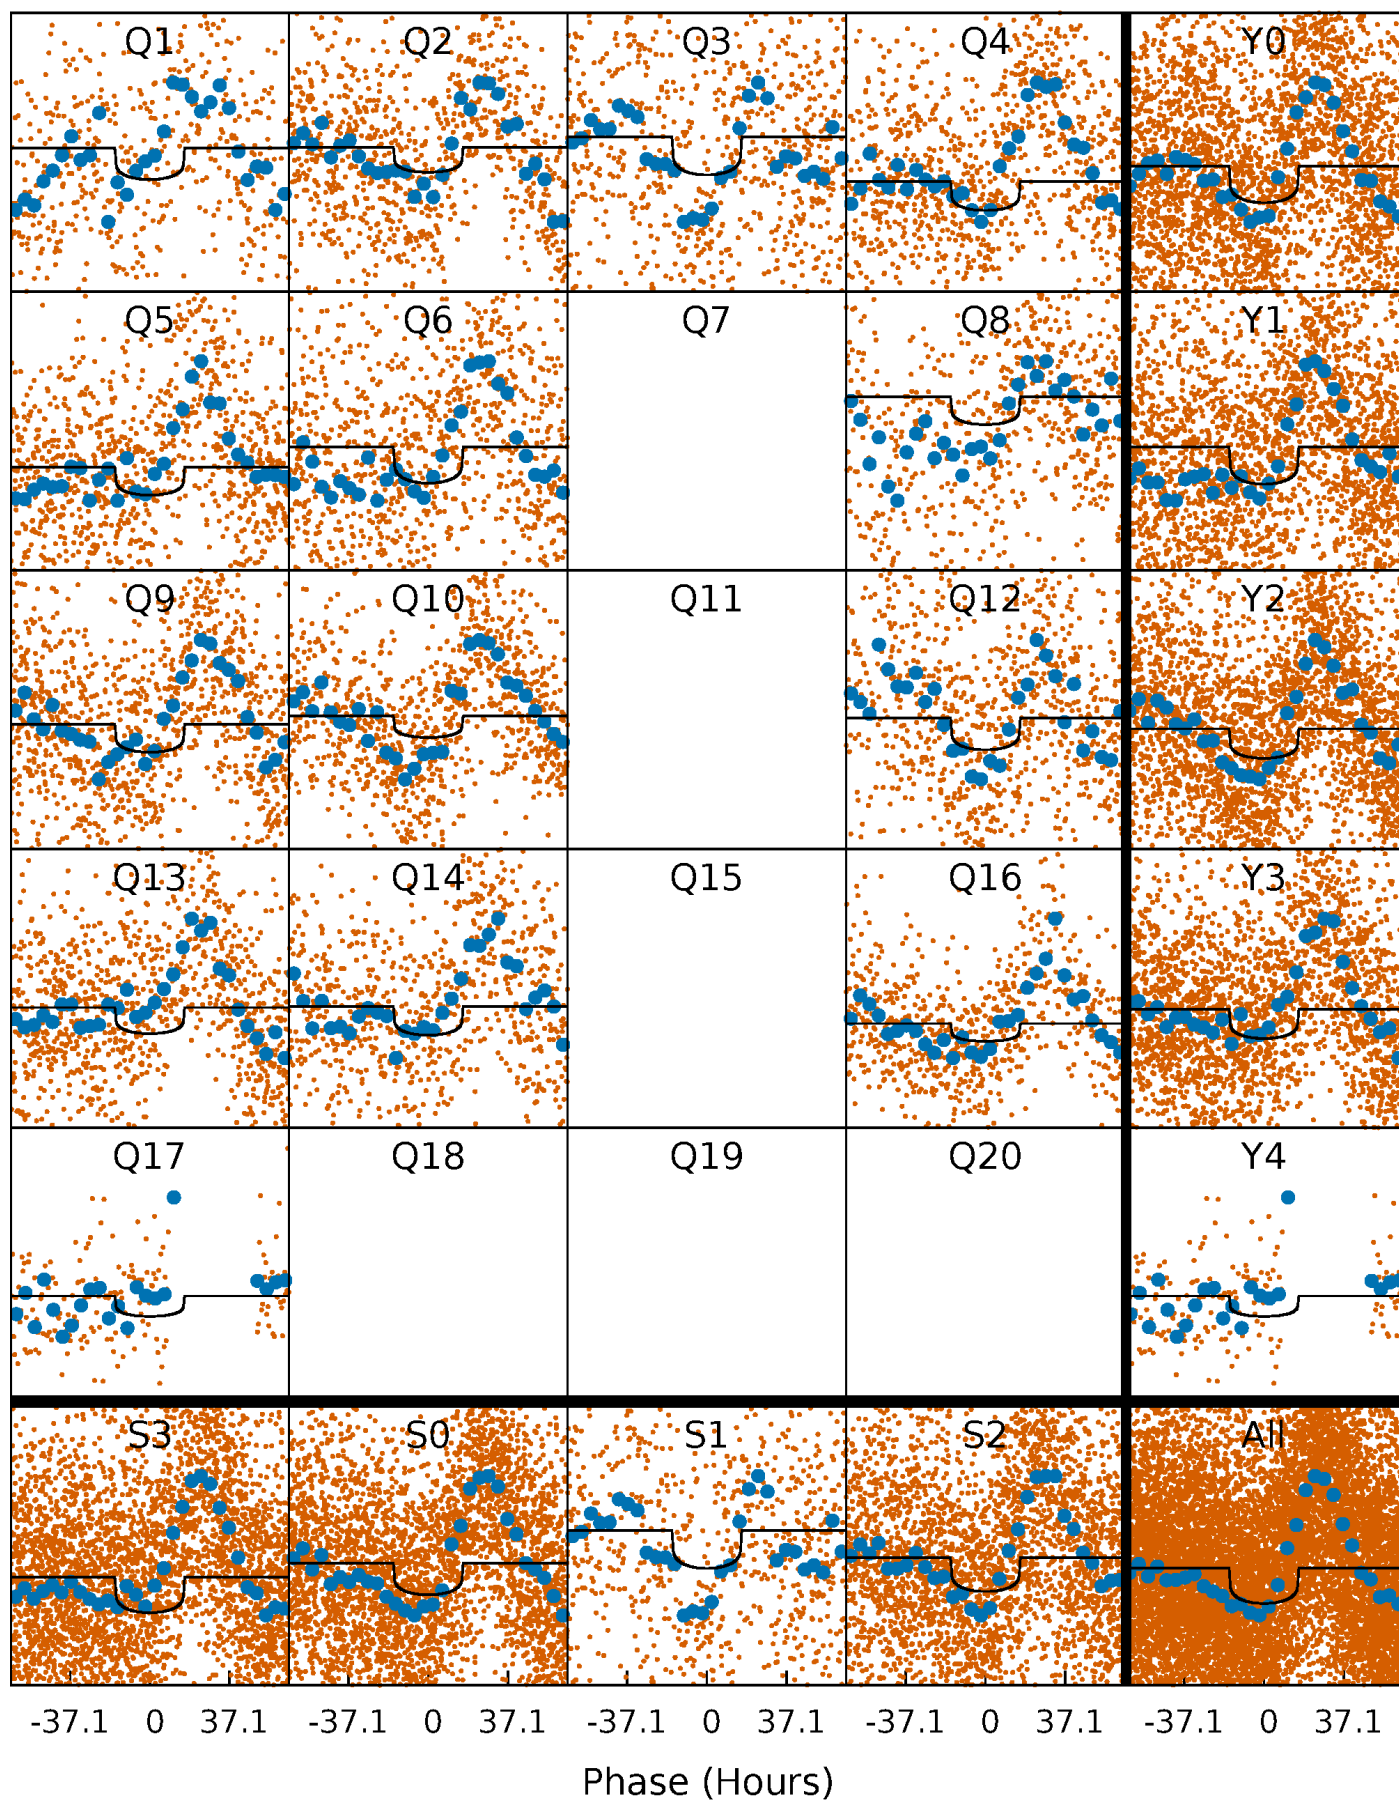 Q1 Q2 Q3 Q4 Y0
Q5 Q6 Q7 Q8 Y1
Q9 Q10 Q11 Q12 Y2
Q13 Q14 Q15 Q16 Y3
Q17 Q18 Q19 Q20 Y4
S3 S0 S1 S2 All
-37.1 0 37.1 -37.1 0 37.1 -37.1 0 37.1 -37.1 0 37.1 -37.1 0 37.1
Phase (Hours)